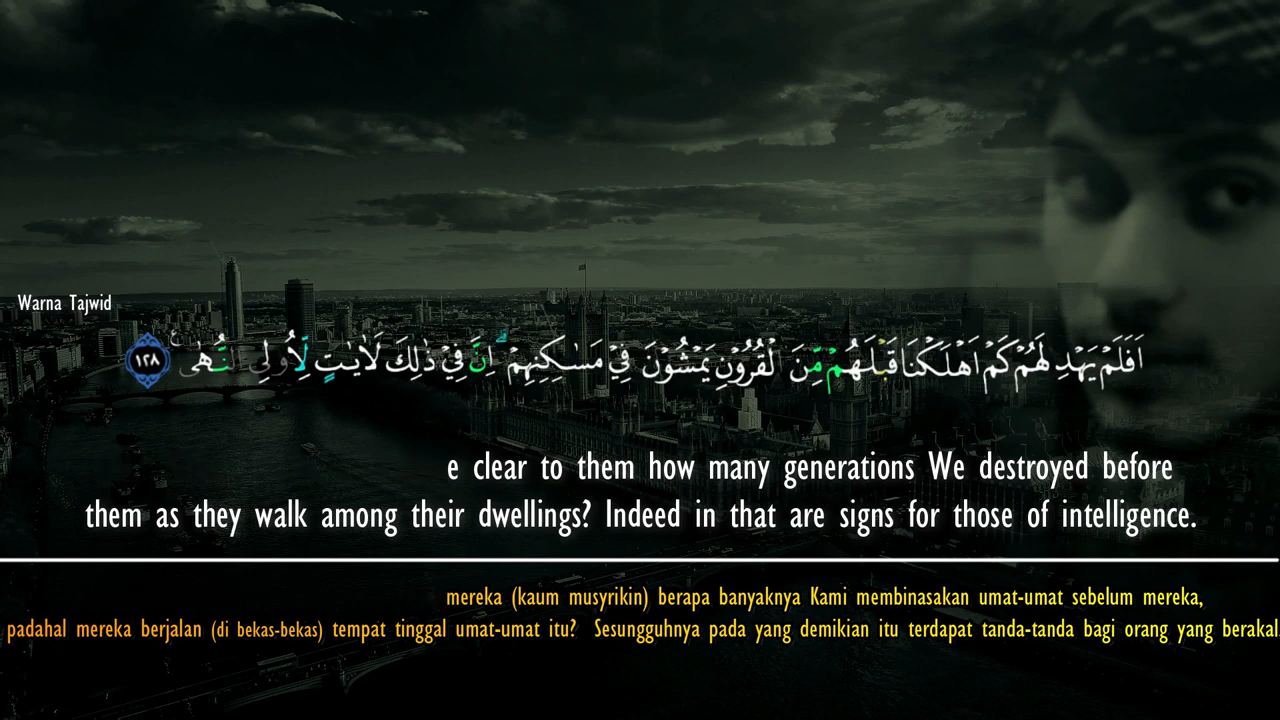 Warna Tajwid
اَفَلَمْ يَهْدِ لَهُمْ كَمْ اَهْلَكْنَا قَبْلَهُمْ مِّنَ الْقُرُوْنِ يَمْشُوْنَ فِيْ مَسٰكِنِهِمْ ۗ اِنَّ فِيْ ذٰلِكَ لَاٰيٰتٍ لِّاُولِى النُّهٰى ࣖ ١٢٨
e clear to them how many generations We destroyed before
them as they walk among their dwellings? Indeed in that are signs for those of intelligence.
mereka (kaum musyrikin) berapa banyaknya Kami membinasakan umat-umat sebelum mereka,
padahal mereka berjalan (di bekas-bekas) tempat tinggal umat-umat itu? Sesungguhnya pada yang demikian itu terdapat tanda-tanda bagi orang yang berakal.